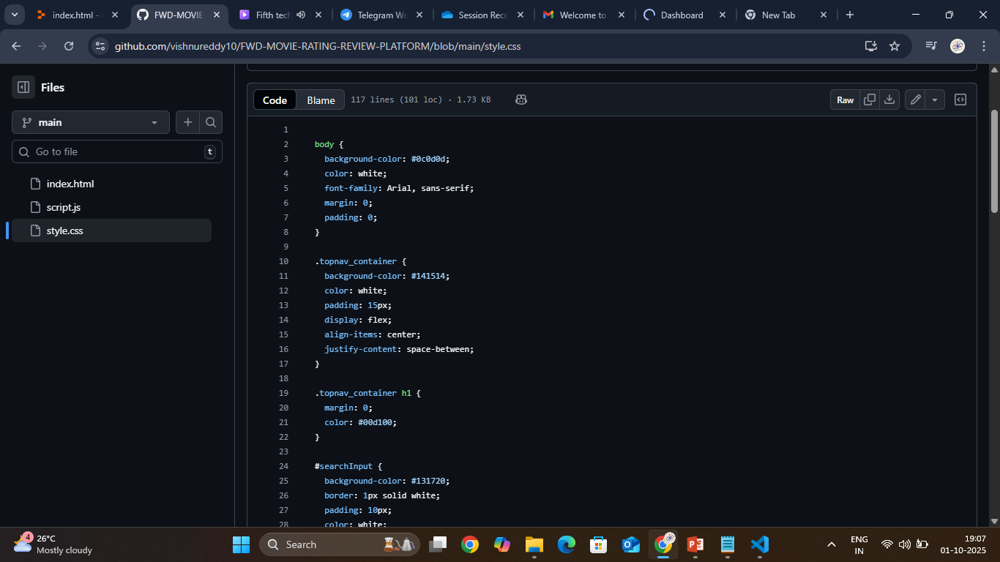 index.html -
FWD-MOVIE
Fifth tech
Telegram We
Session Reco
Welcome to
Dashboard
New Tab
github.com/vishnureddy10/FWD-MOVIE-RATING-REVIEW-PLATFORM/blob/main/style.css
Files
main
Go to file
t
index.html
script.js
style.css
Code
Blame
117 lines (101 loc) · 1.73 KB
Raw
1
2 body {
3 background-color: #0c0d0d;
4 color: white;
5 font-family: Arial, sans-serif;
6 margin: 0;
7 padding: 0;
8 }
9
10 .topnav_container {
11 background-color: #141514;
12 color: white;
13 padding: 15px;
14 display: flex;
15 align-items: center;
16 justify-content: space-between;
17 }
18
19 .topnav_container h1 {
20 margin: 0;
21 color: #00d100;
22 }
23
24 #searchInput {
25 background-color: #131720;
26 border: 1px solid white;
27 padding: 10px;
28 color: white;
4
26°C
Mostly cloudy
Search
ENG
IN
19:07
01-10-2025